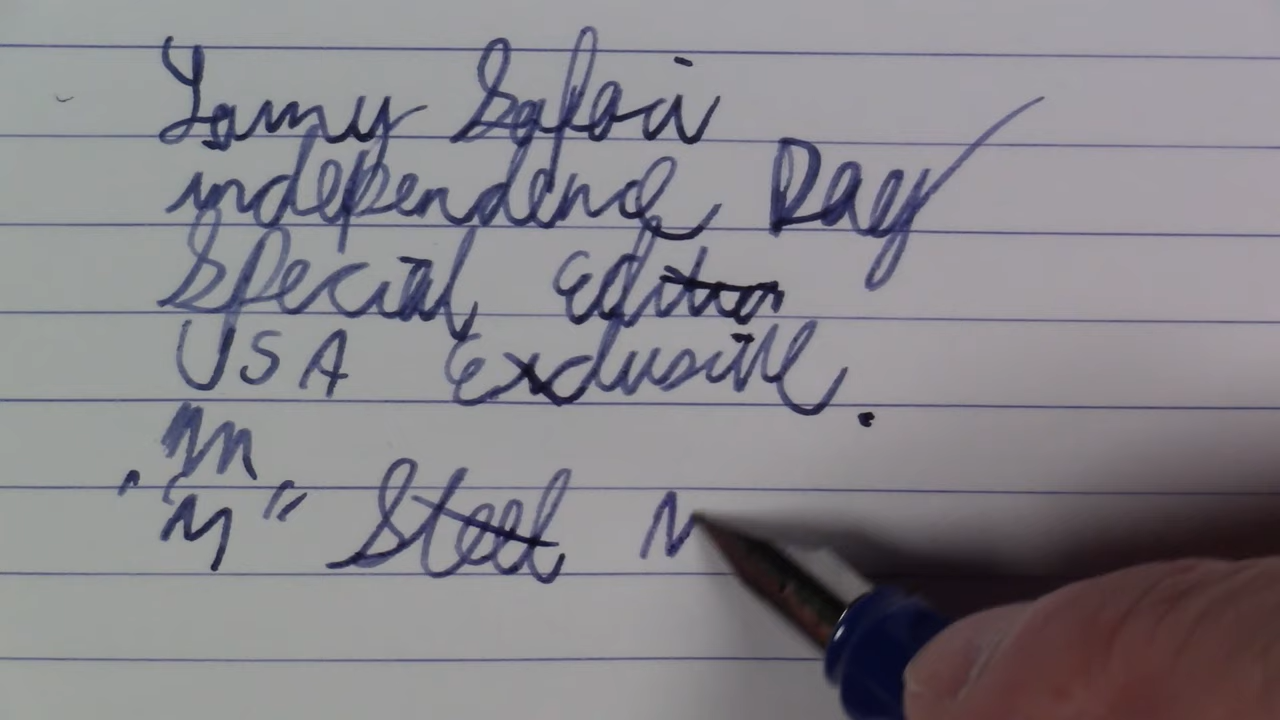 Lamy Safari
independence Day
Special Edition
USA Exclusive.
m
"M" Steel N